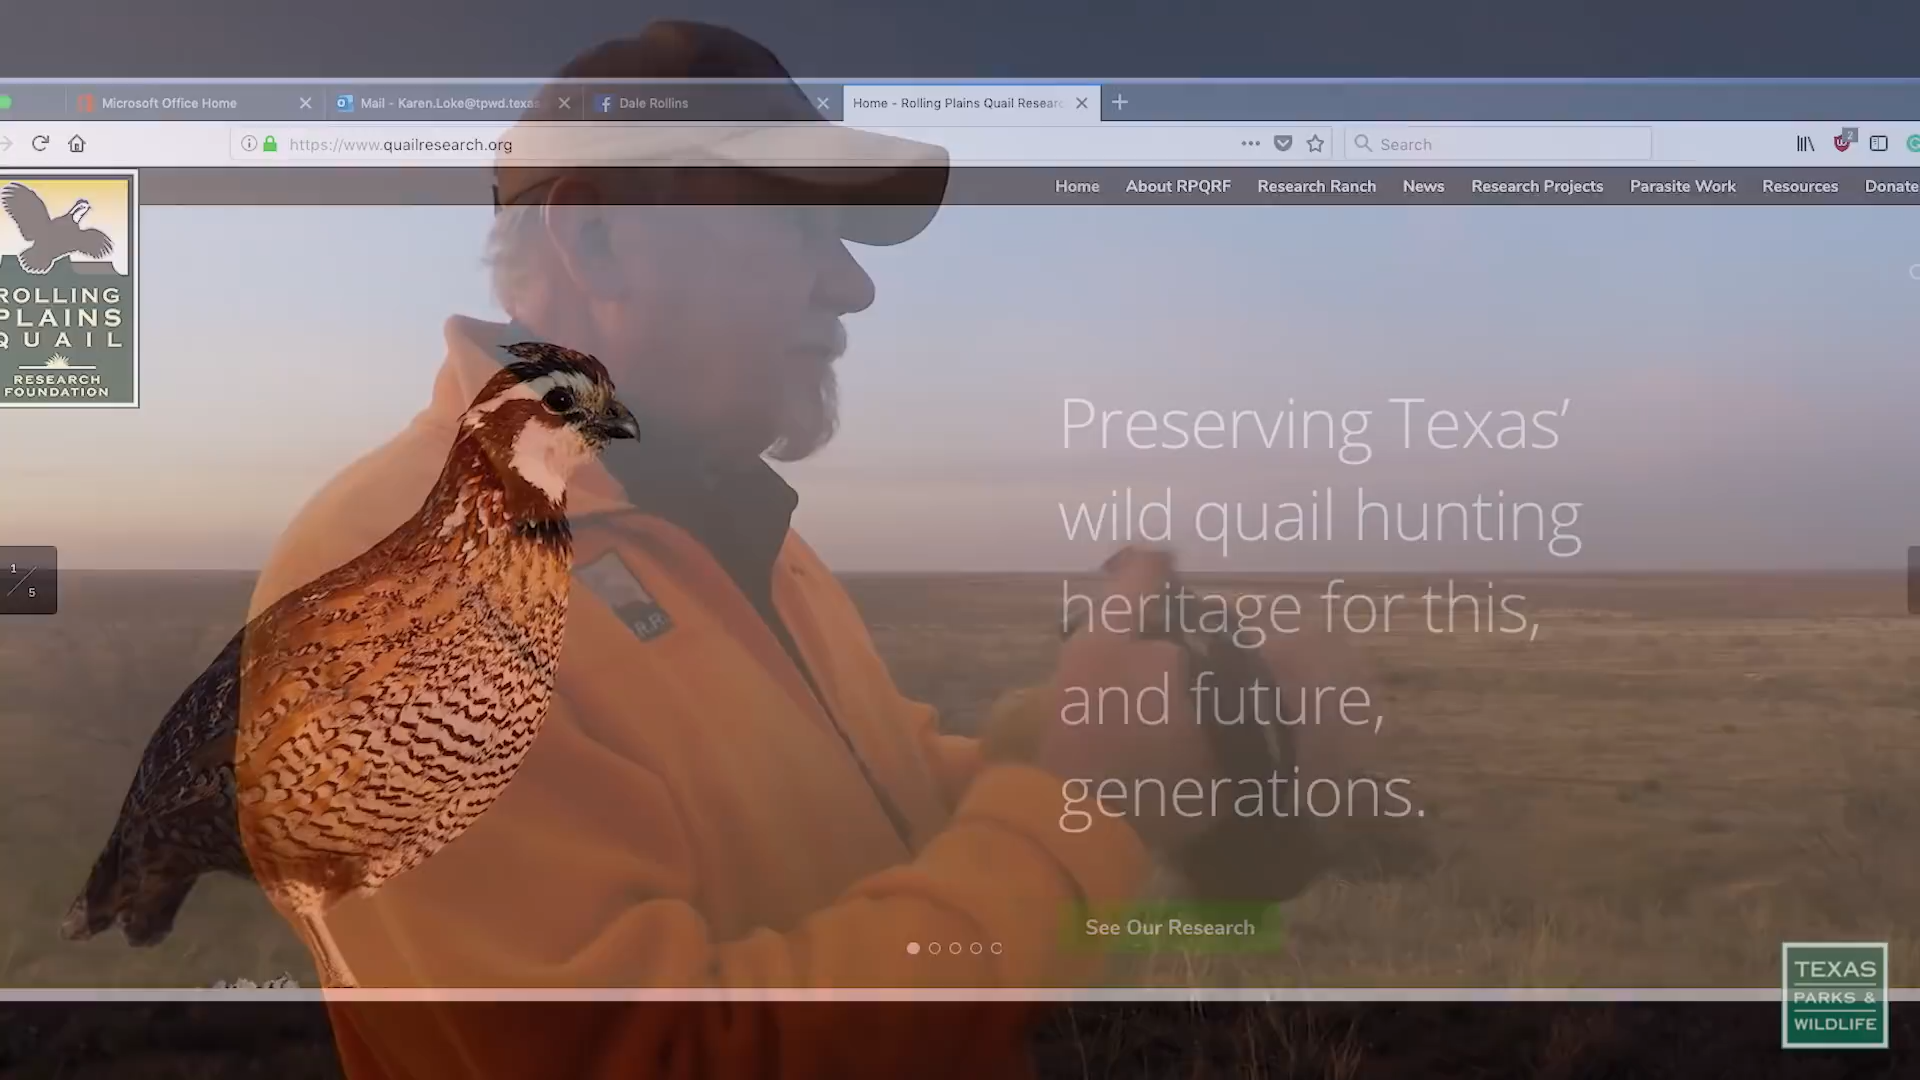 Microsoft Office Home
Mail - Karen.Loke@tpwd.texas
Dale Rollins
Home - Rolling Plains Quail Researc
https://www.quailresearch.org
Search
2
Home
About RPQRF
Research Ranch
News
Research Projects
Parasite Work
Resources
Donate
ROLLING
PLAINS
QUAIL
RESEARCH
FOUNDATION
Preserving Texas’
wild quail hunting
heritage for this,
and future,
generations.
1/5
R.P.
See Our Research
TEXAS
PARKS &
WILDLIFE